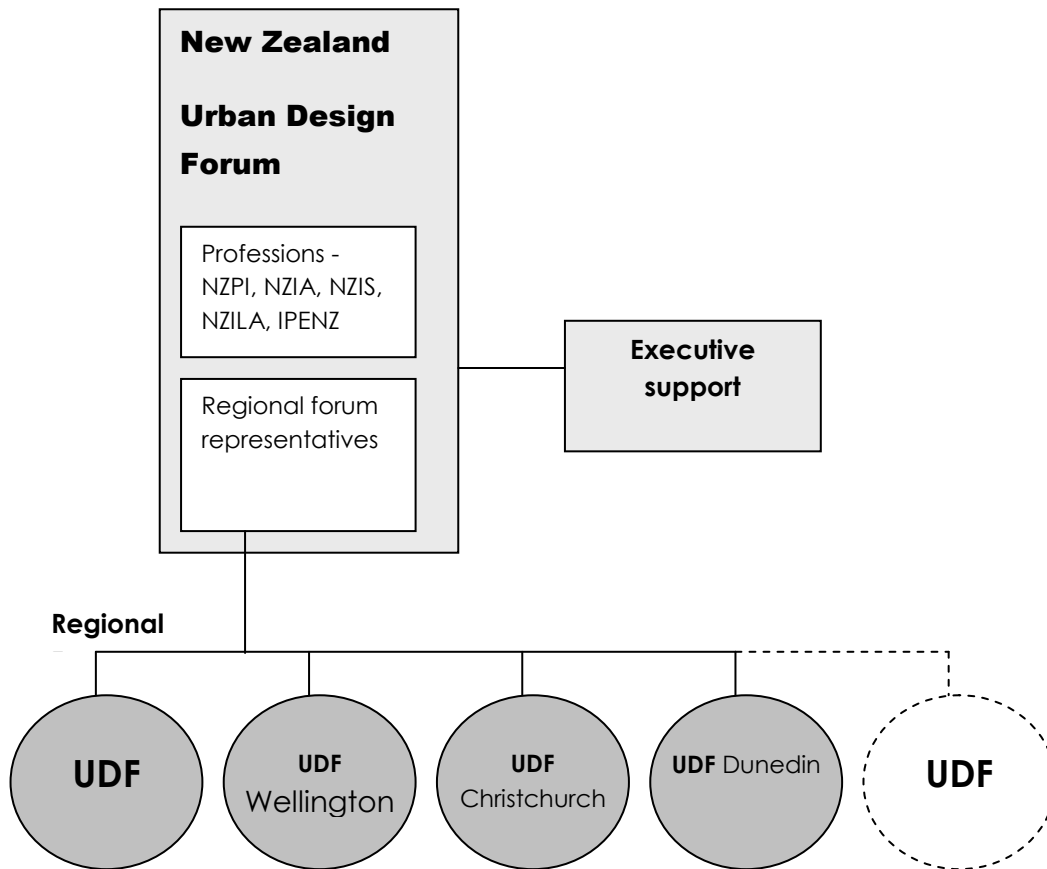 New Zealand
Urban Design
Forum
Professions -
NZPI, NZIA, NZIS,
NZILA, IPENZ
Regional forum
representatives
Executive
support
Regional
UDF
UDF
Wellington
UDF
Christchurch
UDF Dunedin
UDF